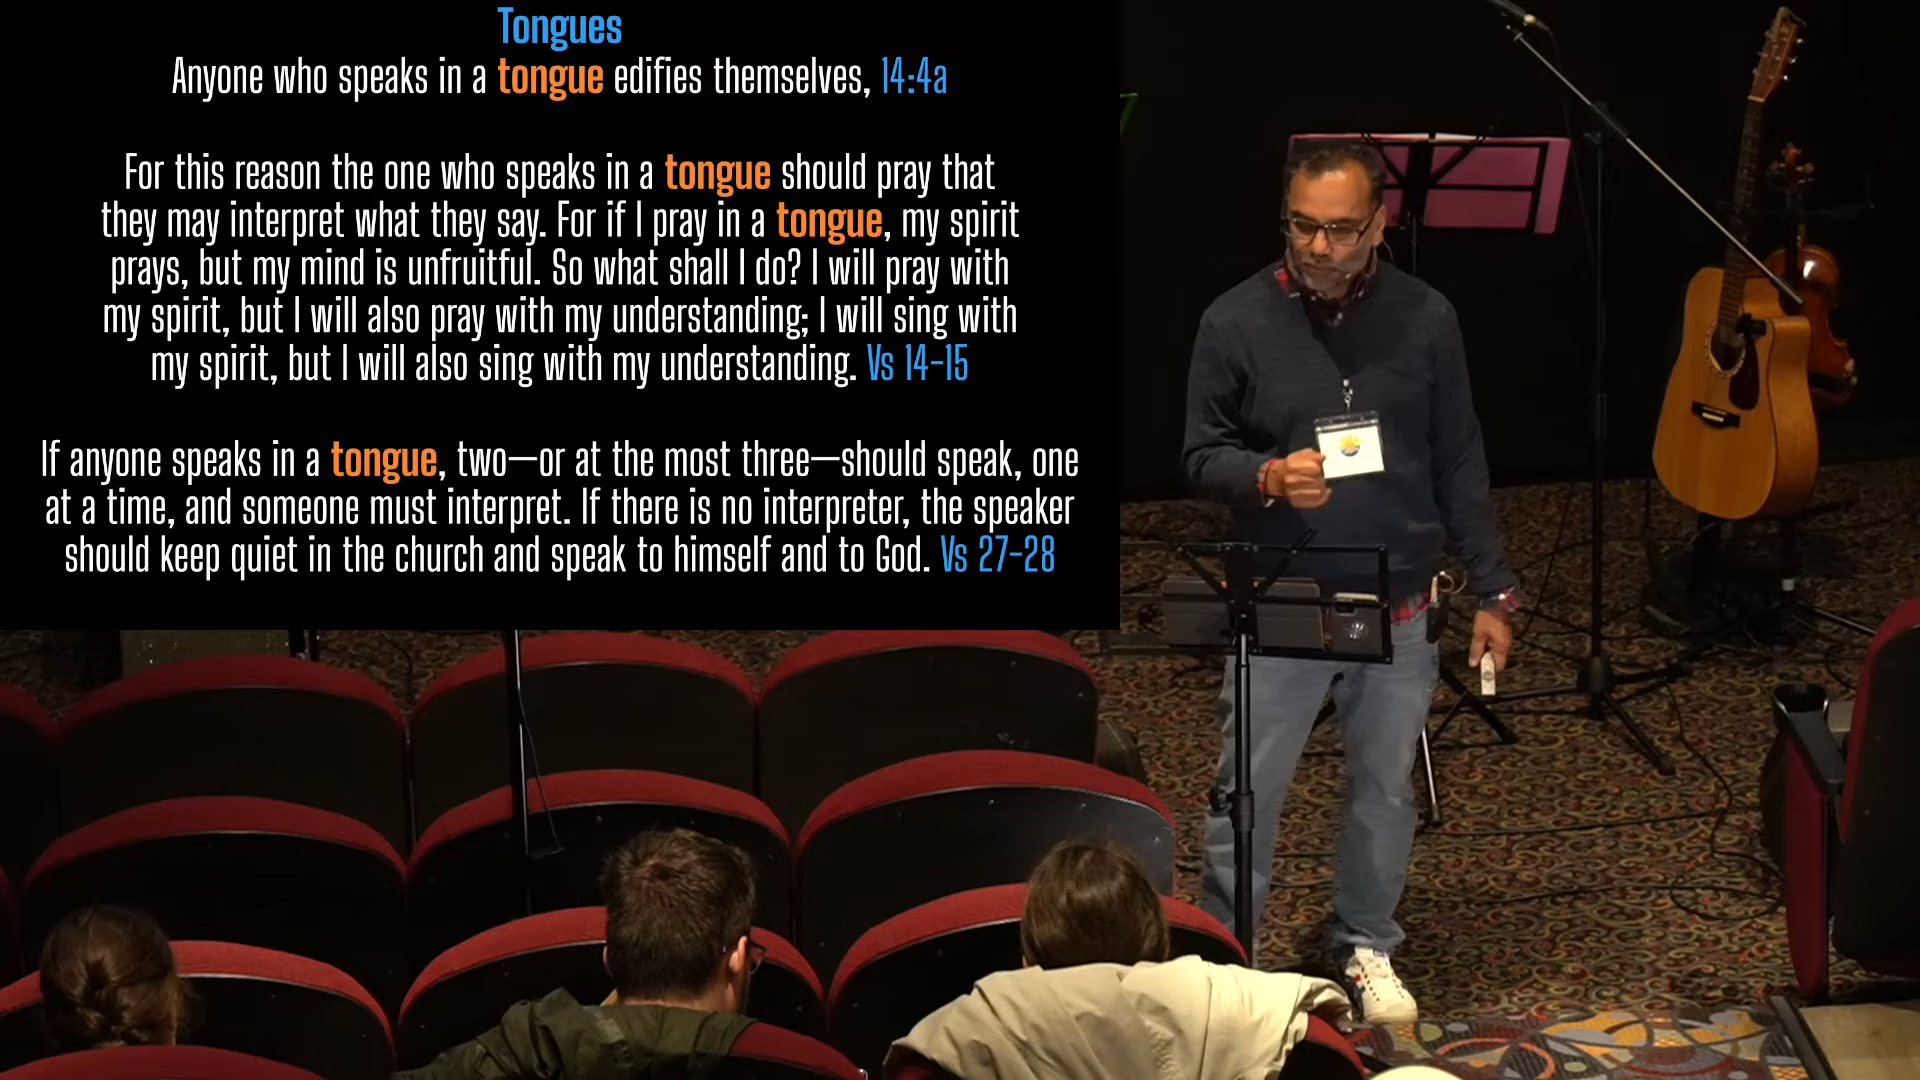 Tongues
Anyone who speaks in a tongue edifies themselves, 14:4a
For this reason the one who speaks in a tongue should pray that
they may interpret what they say. For if I pray in a tongue, my spirit
prays, but my mind is unfruitful. So what shall I do? I will pray with
my spirit, but I will also pray with my understanding; I will sing with
my spirit, but I will also sing with my understanding. Vs 14-15
If anyone speaks in a tongue, two—or at the most three—should speak, one
at a time, and someone must interpret. If there is no interpreter, the speaker
should keep quiet in the church and speak to himself and to God. Vs 27-28